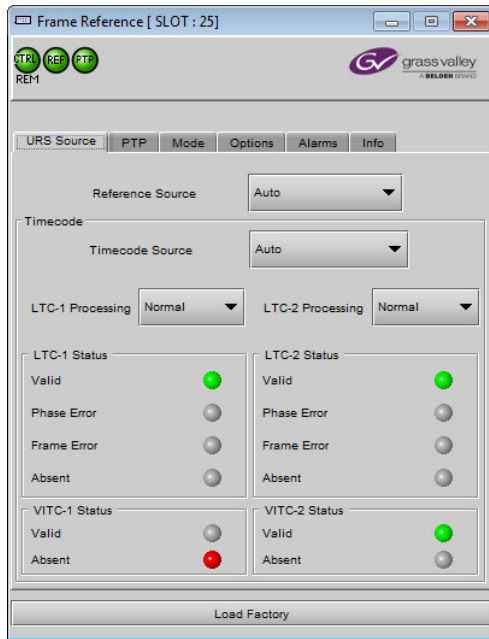 Frame Reference [ SLOT : 25]
CTRL REF PTP
REM
GV grassvalley
A BELDEN BRAND
URS Source PTP Mode Options Alarms Info
Reference Source Auto
Timecode
Timecode Source Auto
LTC-1 Processing Normal LTC-2 Processing Normal
LTC-1 Status LTC-2 Status
Valid Valid
Phase Error Phase Error
Frame Error Frame Error
Absent Absent
VITC-1 Status VITC-2 Status
Valid Valid
Absent Absent
Load Factory